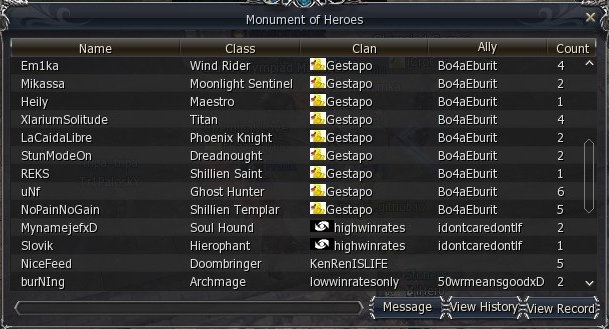 Monument of Heroes
Name Class Clan Ally Count
Em1ka Wind Rider Gestapo Bo4aEburit 4
Mikassa Moonlight Sentinel Gestapo Bo4aEburit 2
Heily Maestro Gestapo Bo4aEburit 1
XlariumSolitude Titan Gestapo Bo4aEburit 4
LaCaidaLibre Phoenix Knight Gestapo Bo4aEburit 2
StunModeOn Dreadnought Gestapo Bo4aEburit 2
REKS Shillien Saint Gestapo Bo4aEburit 1
uNf Ghost Hunter Gestapo Bo4aEburit 6
NoPainNoGain Shillien Templar Gestapo Bo4aEburit 5
MynamejefxD Soul Hound highwinrates idontcaredontlf 2
Slovik Hierophant highwinrates idontcaredontlf 1
NiceFeed Doombringer KenRenISLIFE 5
burNIng Archmage lowwinratesonly 50wrmeansgoodxD 2
Message View History View Record